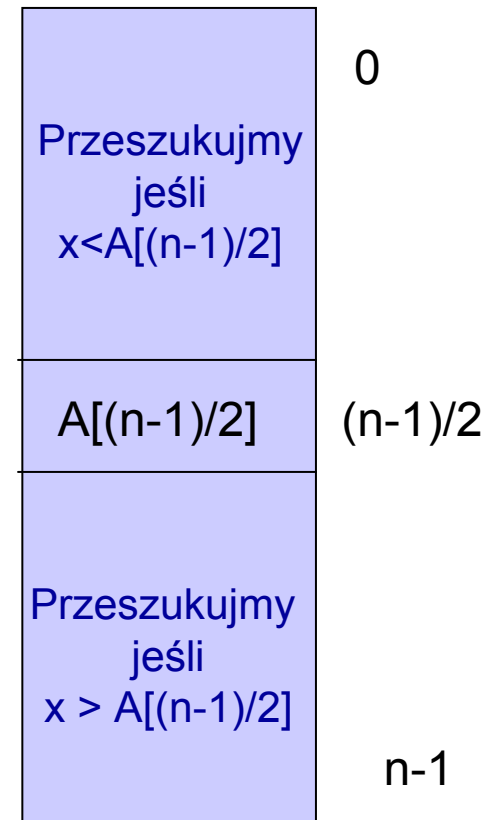 0
Przeszukujmy
jeśli
x<A[(n-1)/2]
A[(n-1)/2]
(n-1)/2
Przeszukujmy
jeśli
x > A[(n-1)/2]
n-1